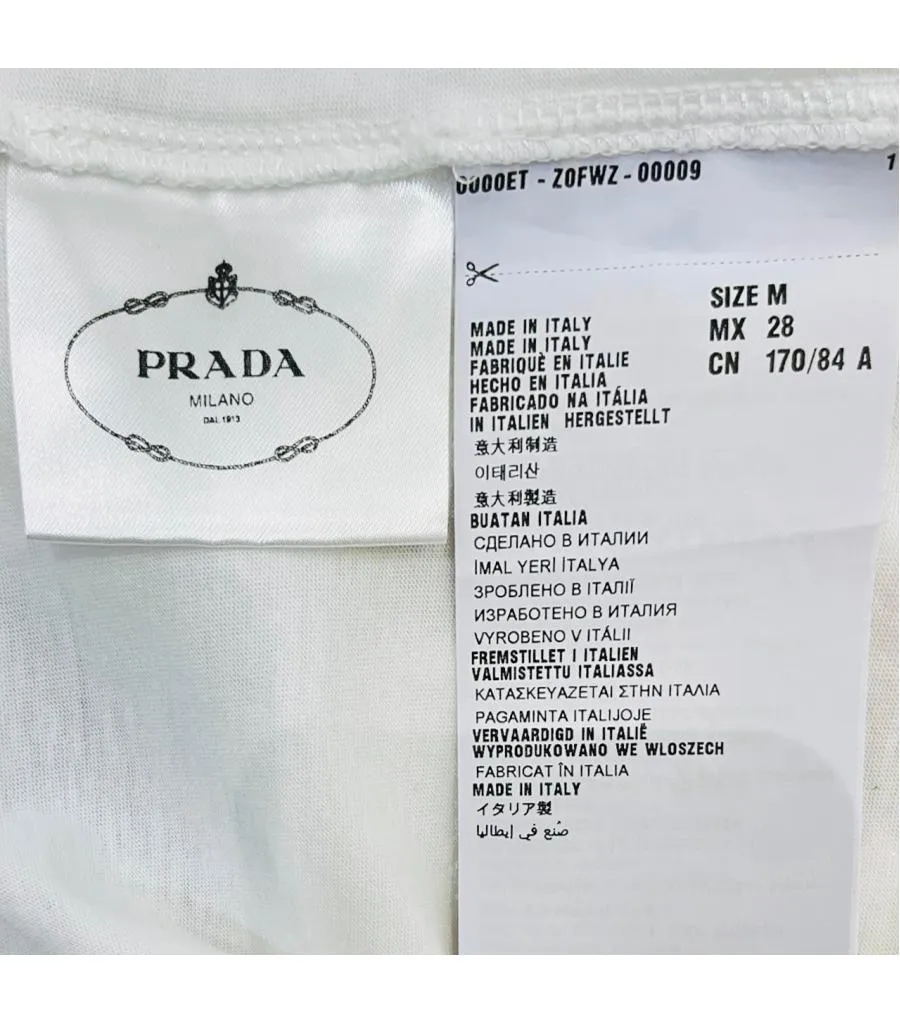 PRADA
MILANO
DAL 1913
0000ET - Z0FWZ - 00009
1
SIZE M
MX 28
CN 170/84 A
MADE IN ITALY
MADE IN ITALY
FABRIQUÈ EN ITALIE
HECHO EN ITALIA
FABRICADO NA ITÁLIA
IN ITALIEN HERGESTELLT
意大利制造
이태리산
意大利製造
BUATAN ITALIA
СДЕЛАНО В ИТАЛИИ
İMAL YERİ İTALYA
ЗРОБЛЕНО В ІТАЛІЇ
ИЗРАБОТЕНО В ИТАЛИЯ
VYROBENO V ITÁLII
FREMSTILLET I ITALIEN
VALMISTETTU ITALIASSA
ΚΑΤΑΣΚΕΥΑΖΕΤΑΙ ΣΤΗΝ ΙΤΑΛΙΑ
PAGAMINTA ITALIJOJE
VERVAARDIGD IN ITALIË
WYPRODUKOWANO WE WLOSZECH
FABRICAT ÎN ITALIA
MADE IN ITALY
イタリア製
صُنع في إيطاليا